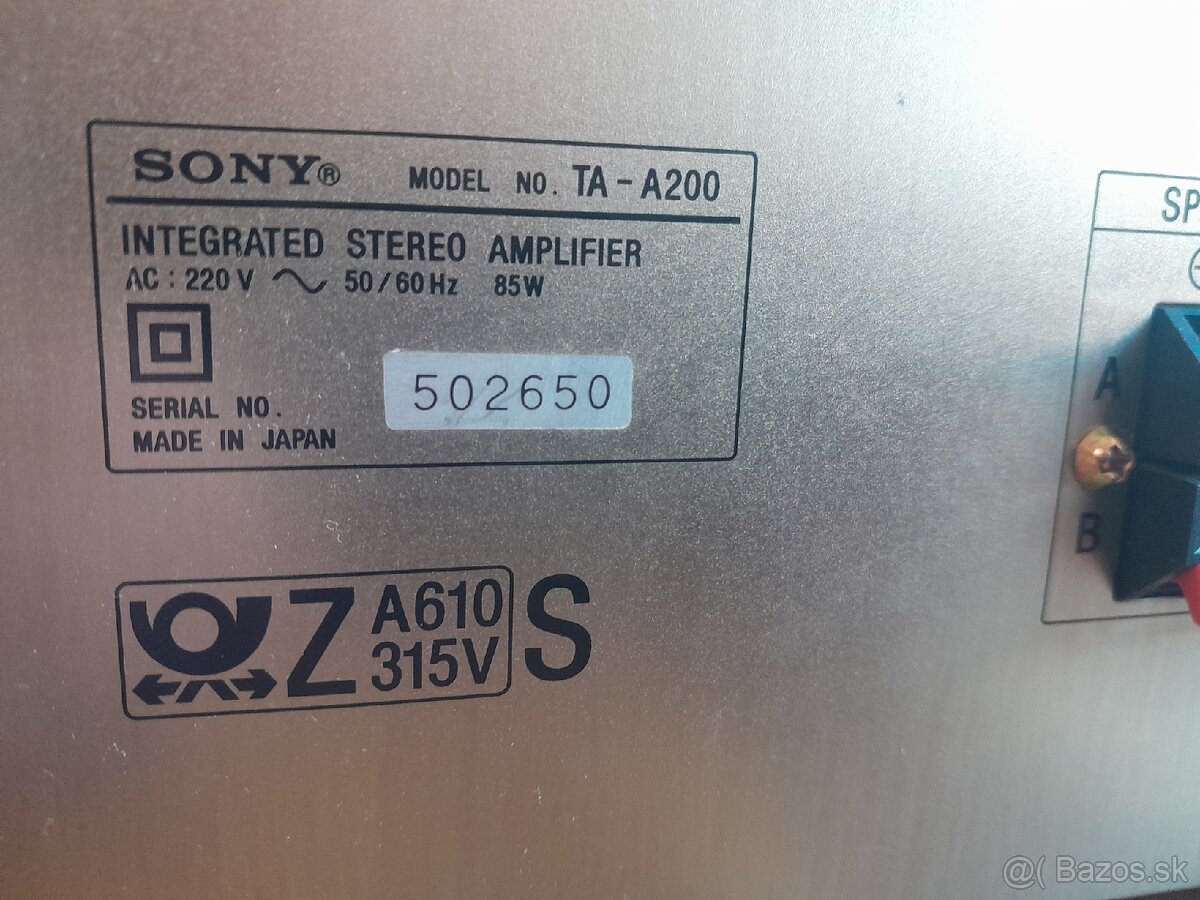 SONY® MODEL NO. TA-A200
INTEGRATED STEREO AMPLIFIER
AC : 220 V ~ 50/60 Hz 85W
SERIAL NO. 502650
MADE IN JAPAN
Z A610 S
315V
SP
A
B
@( Bazos.sk